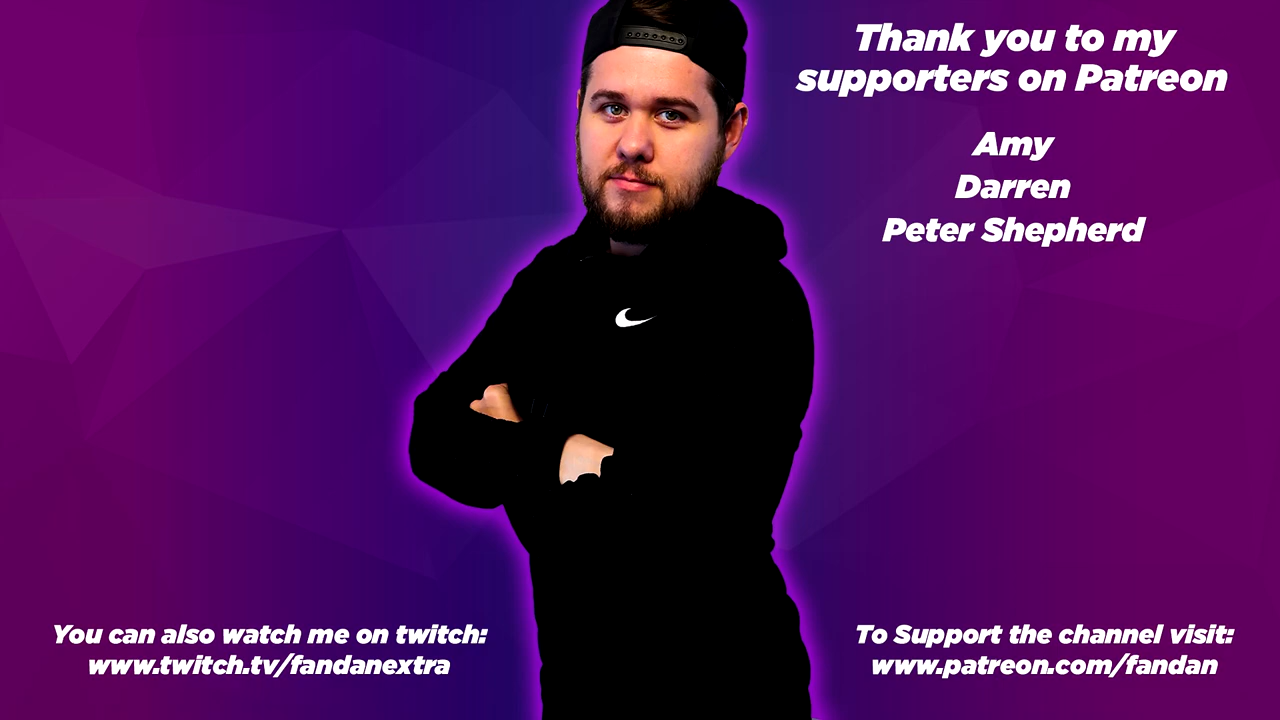 Thank you to my
supporters on Patreon
Amy
Darren
Peter Shepherd
You can also watch me on twitch:
www.twitch.tv/fandanextra
To Support the channel visit:
www.patreon.com/fandan